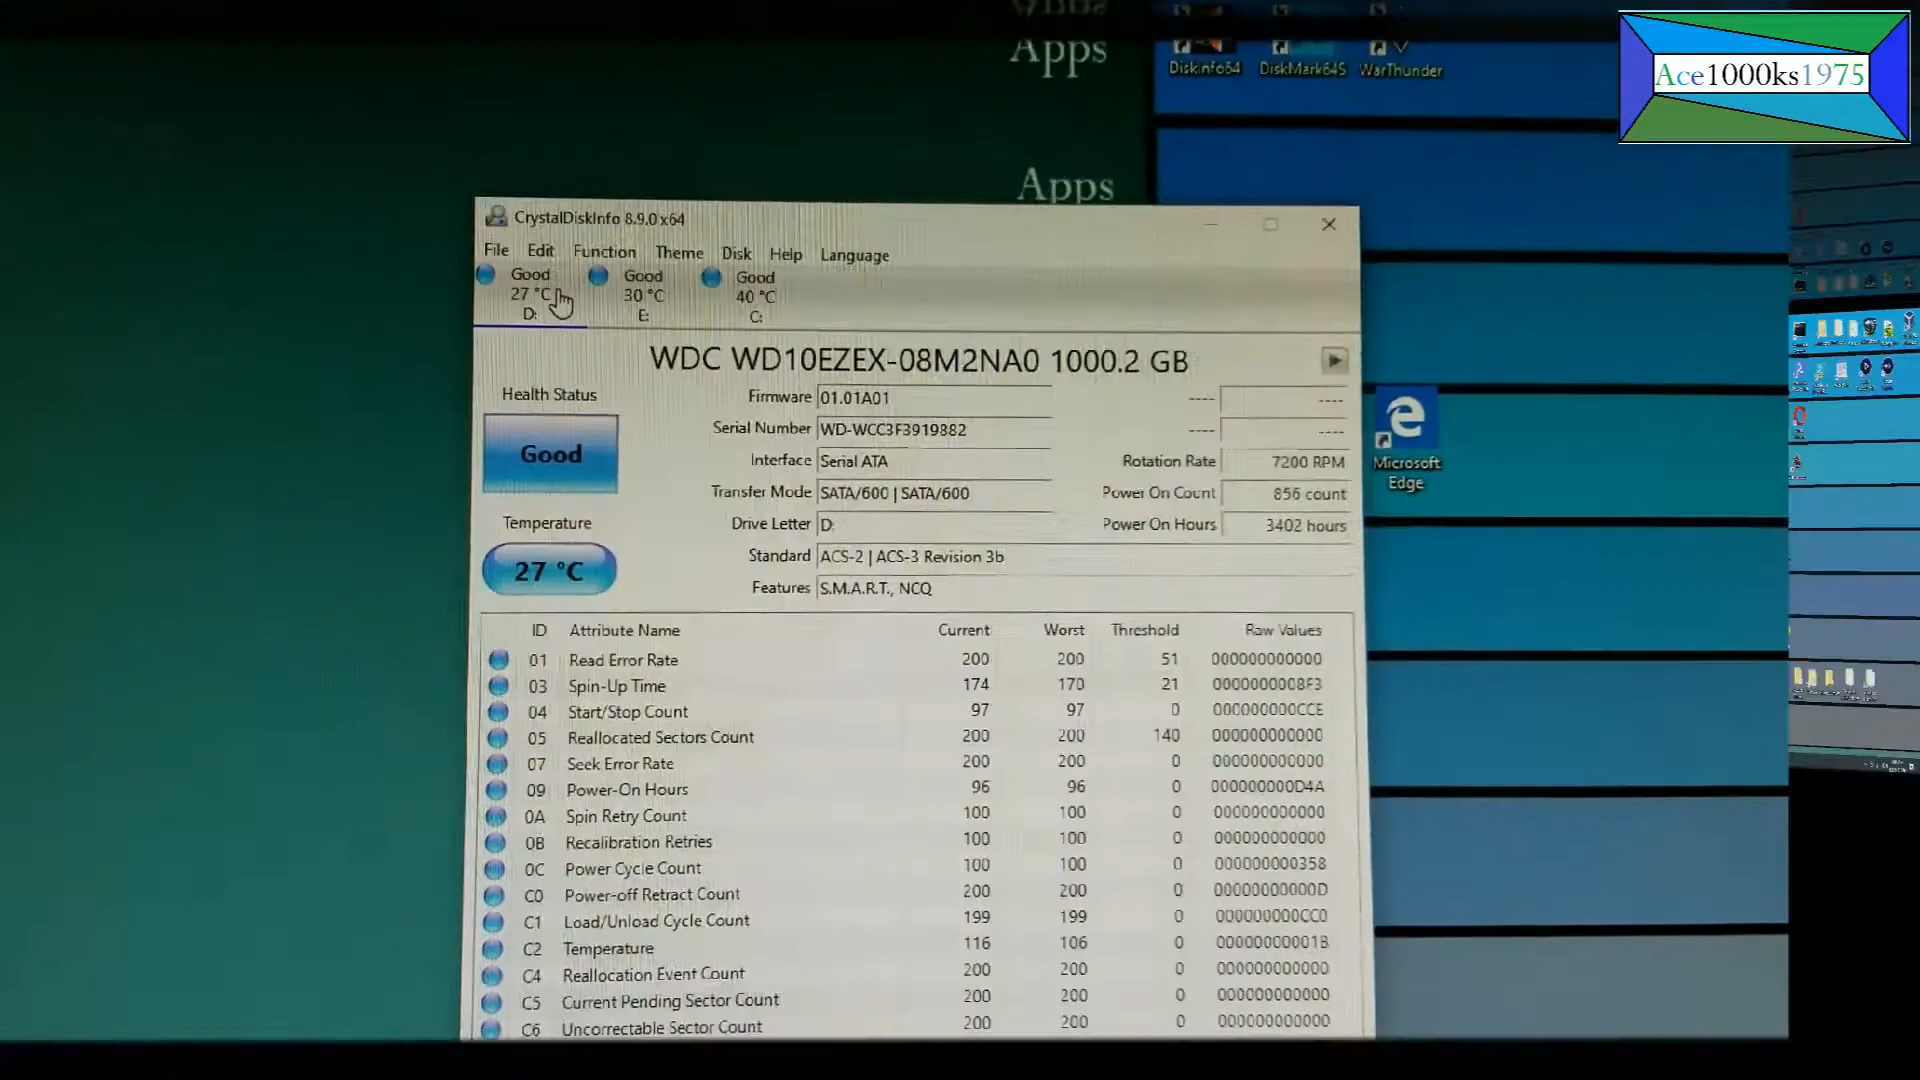 Apps
Apps
DiskInfo64 DiskMark64S WarThunder
Ace1000ks1975
Apps
CrystalDiskInfo 8.9.0 x64
File Edit Function Theme Disk Help Language
Good Good Good
27 °C 30 °C 40 °C
D: E: C:
WDC WD10EZEX-08M2NA0 1000.2 GB
Health Status
Good
Temperature
27 °C
Firmware 01.01A01 ---- ----
Serial Number WD-WCC3F3919882 ---- ----
Interface Serial ATA Rotation Rate 7200 RPM
Transfer Mode SATA/600 | SATA/600 Power On Count 856 count
Drive Letter D: Power On Hours 3402 hours
Standard ACS-2 | ACS-3 Revision 3b
Features S.M.A.R.T., NCQ
Microsoft
Edge
ID Attribute Name Current Worst Threshold Raw Values
01 Read Error Rate 200 200 51 000000000000
03 Spin-Up Time 174 170 21 0000000008F3
04 Start/Stop Count 97 97 0 000000000CCE
05 Reallocated Sectors Count 200 200 140 000000000000
07 Seek Error Rate 200 200 0 000000000000
09 Power-On Hours 96 96 0 000000000D4A
0A Spin Retry Count 100 100 0 000000000000
0B Recalibration Retries 100 100 0 000000000000
0C Power Cycle Count 100 100 0 000000000358
C0 Power-off Retract Count 200 200 0 00000000000D
C1 Load/Unload Cycle Count 199 199 0 000000000CC0
C2 Temperature 116 106 0 00000000001B
C4 Reallocation Event Count 200 200 0 000000000000
C5 Current Pending Sector Count 200 200 0 000000000000
C6 Uncorrectable Sector Count 200 200 0 000000000000